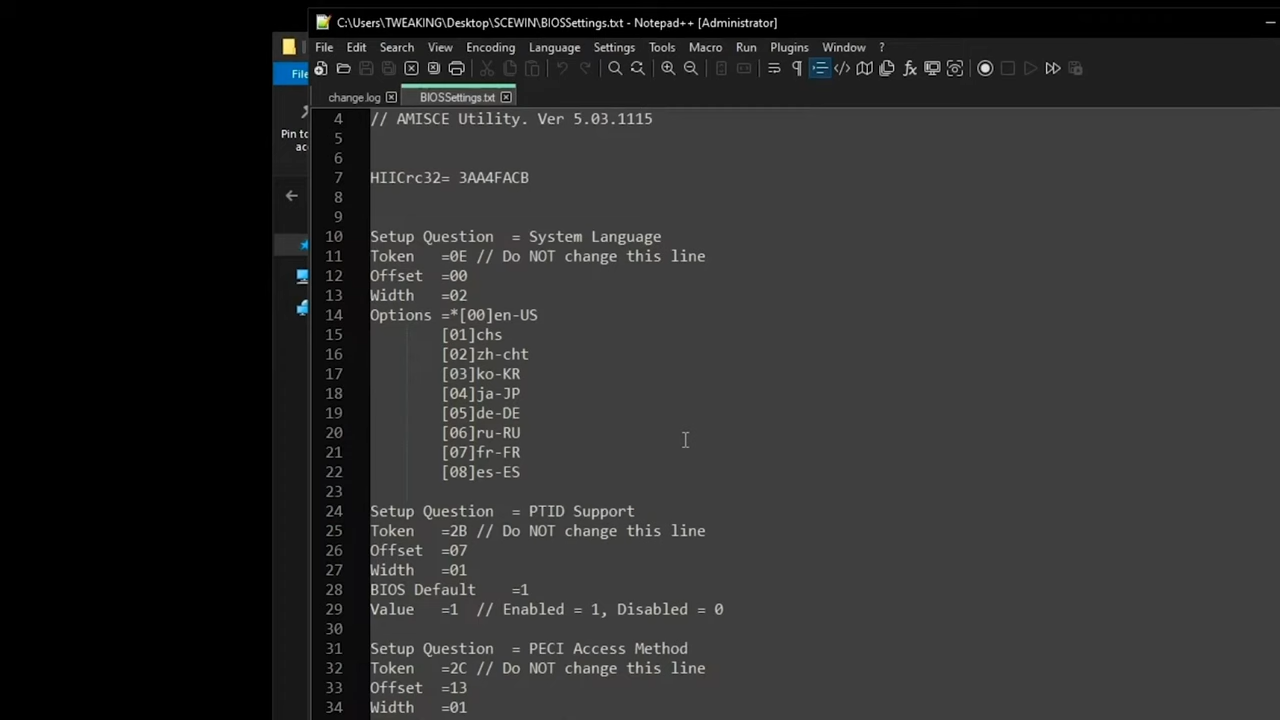 C:\Users\TWEAKING\Desktop\SCEWIN\BIOSSettings.txt - Notepad++ [Administrator]
File Edit Search View Encoding Language Settings Tools Macro Run Plugins Window ?
File
change.log BIOSSettings.txt
Pin to
4 // AMISCE Utility. Ver 5.03.1115
5
6
7 HIICrc32= 3AA4FACB
8
9
10 Setup Question = System Language
11 Token =0E // Do NOT change this line
12 Offset =00
13 Width =02
14 Options =*[00]en-US
15 [01]chs
16 [02]zh-cht
17 [03]ko-KR
18 [04]ja-JP
19 [05]de-DE
20 [06]ru-RU
21 [07]fr-FR
22 [08]es-ES
23
24 Setup Question = PTID Support
25 Token =2B // Do NOT change this line
26 Offset =07
27 Width =01
28 BIOS Default =1
29 Value =1 // Enabled = 1, Disabled = 0
30
31 Setup Question = PECI Access Method
32 Token =2C // Do NOT change this line
33 Offset =13
34 Width =01